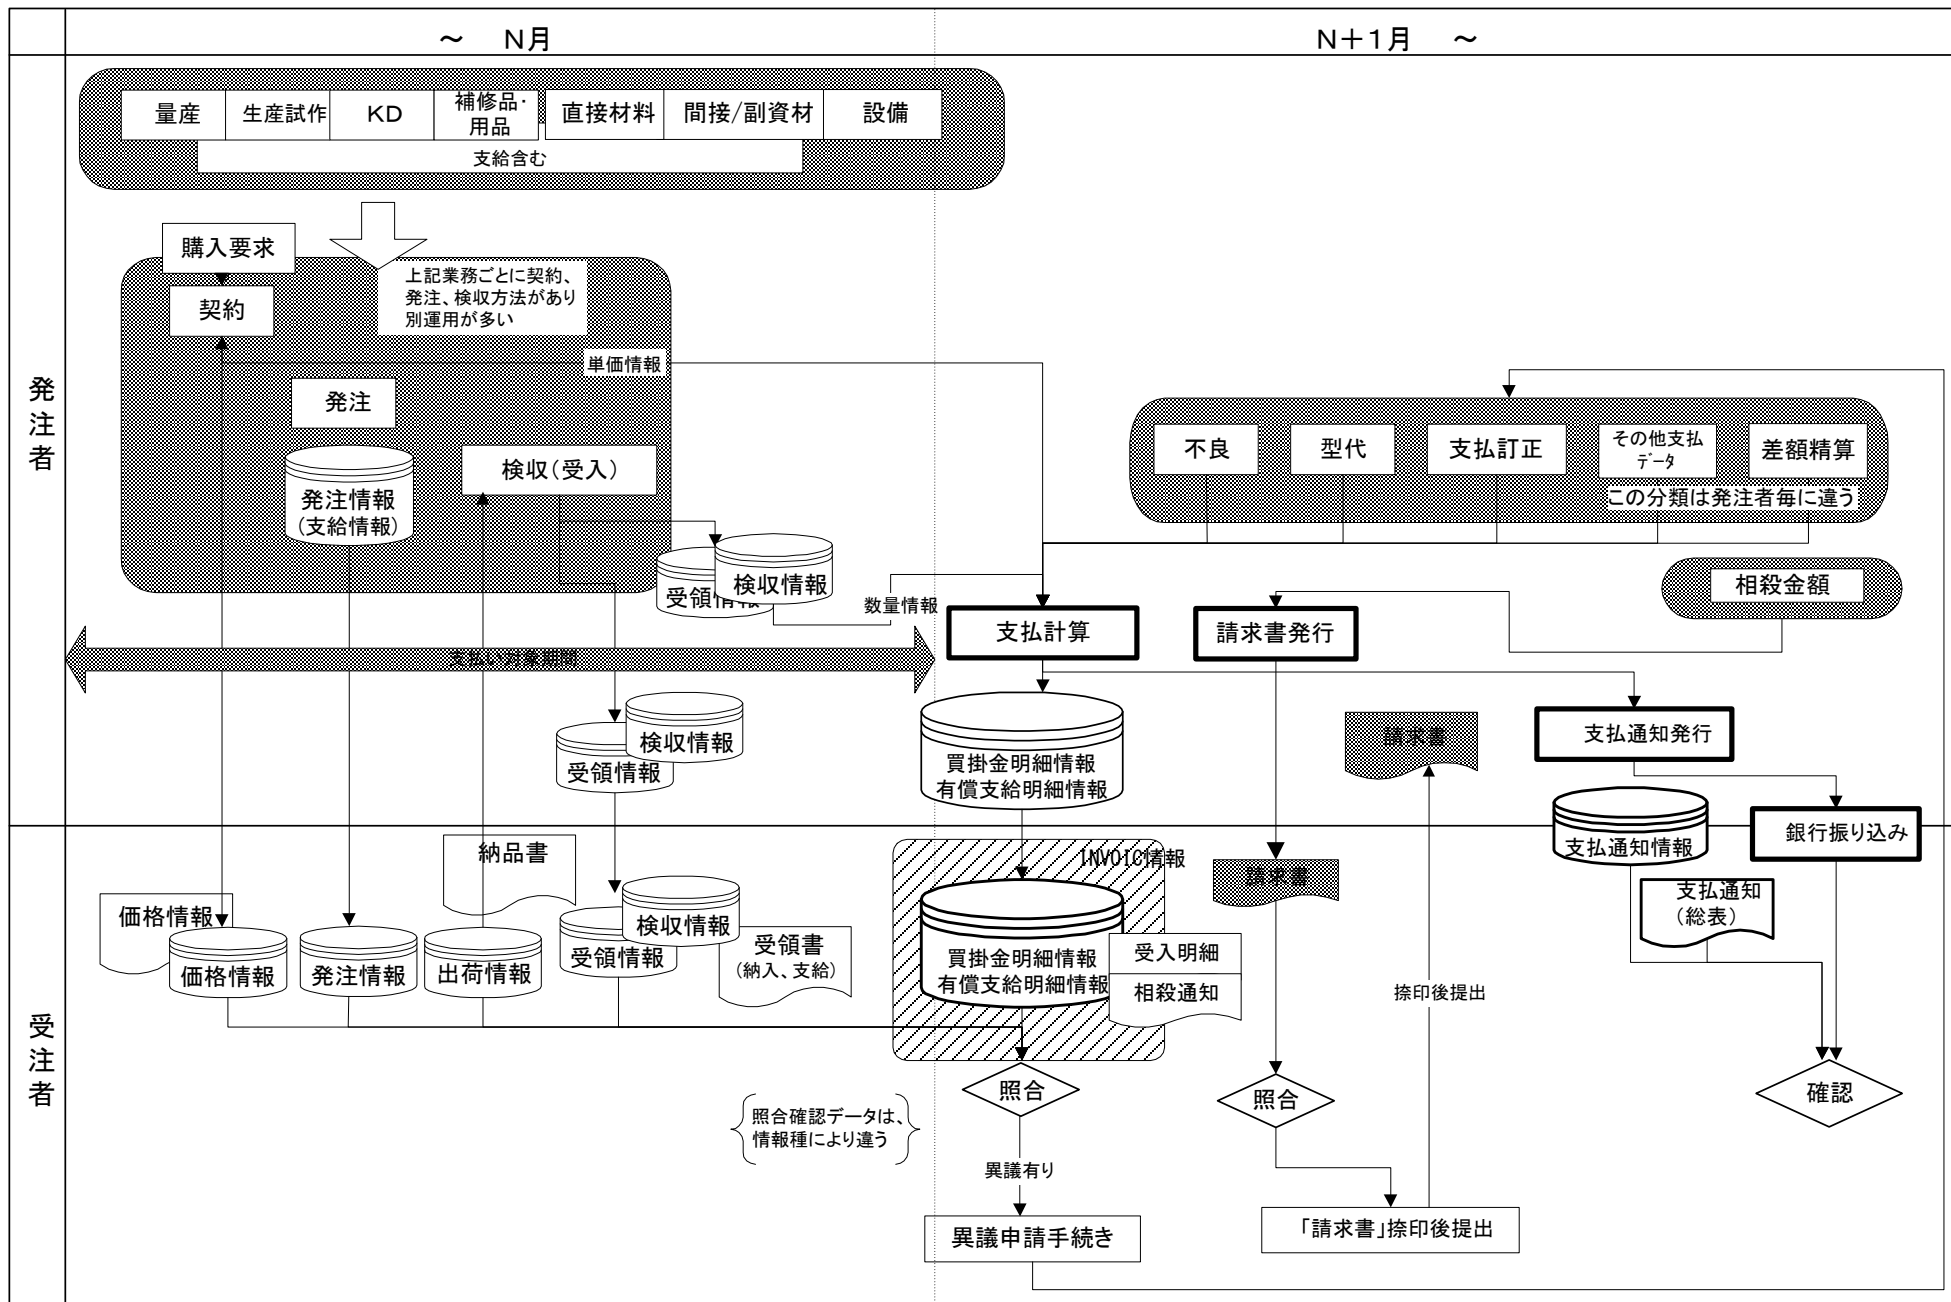 ～　N月
N＋1月　～
発注者
量産
生産試作
KD
補修品・
用品
直接材料
間接/副資材
設備
支給含む
購入要求
契約
上記業務ごとに契約、
発注、検収方法があり
別運用が多い
単価情報
発注
発注情報
(支給情報)
検収(受入)
受領情報
検収情報
数量情報
不良
型代
支払訂正
その他支払
ﾃﾞｰﾀ
差額精算
この分類は発注者毎に違う
相殺金額
支払計算
請求書発行
支払い対象期間
検収情報
受領情報
買掛金明細情報
有償支給明細情報
請求書
支払通知発行
支払通知情報
銀行振り込み
受注者
納品書
価格情報
価格情報
発注情報
出荷情報
検収情報
受領情報
受領書
(納入、支給)
INVOIC情報
買掛金明細情報
有償支給明細情報
受入明細
相殺通知
請求書
支払通知
(総表)
捺印後提出
照合
照合
確認
照合確認データは、
情報種により違う
異議有り
異議申請手続き
「請求書」捺印後提出